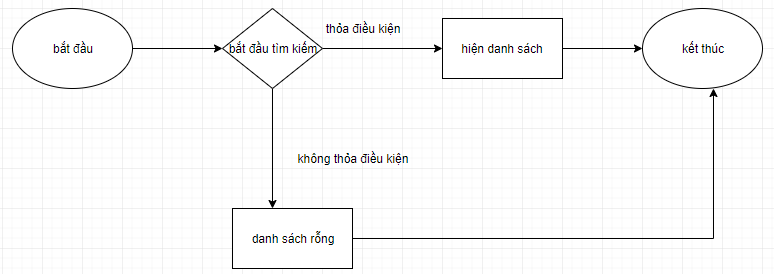 bắt đầu
bắt đầu tìm kiếm
thỏa điều kiện
hiện danh sách
kết thúc
không thỏa điều kiện
danh sách rỗng